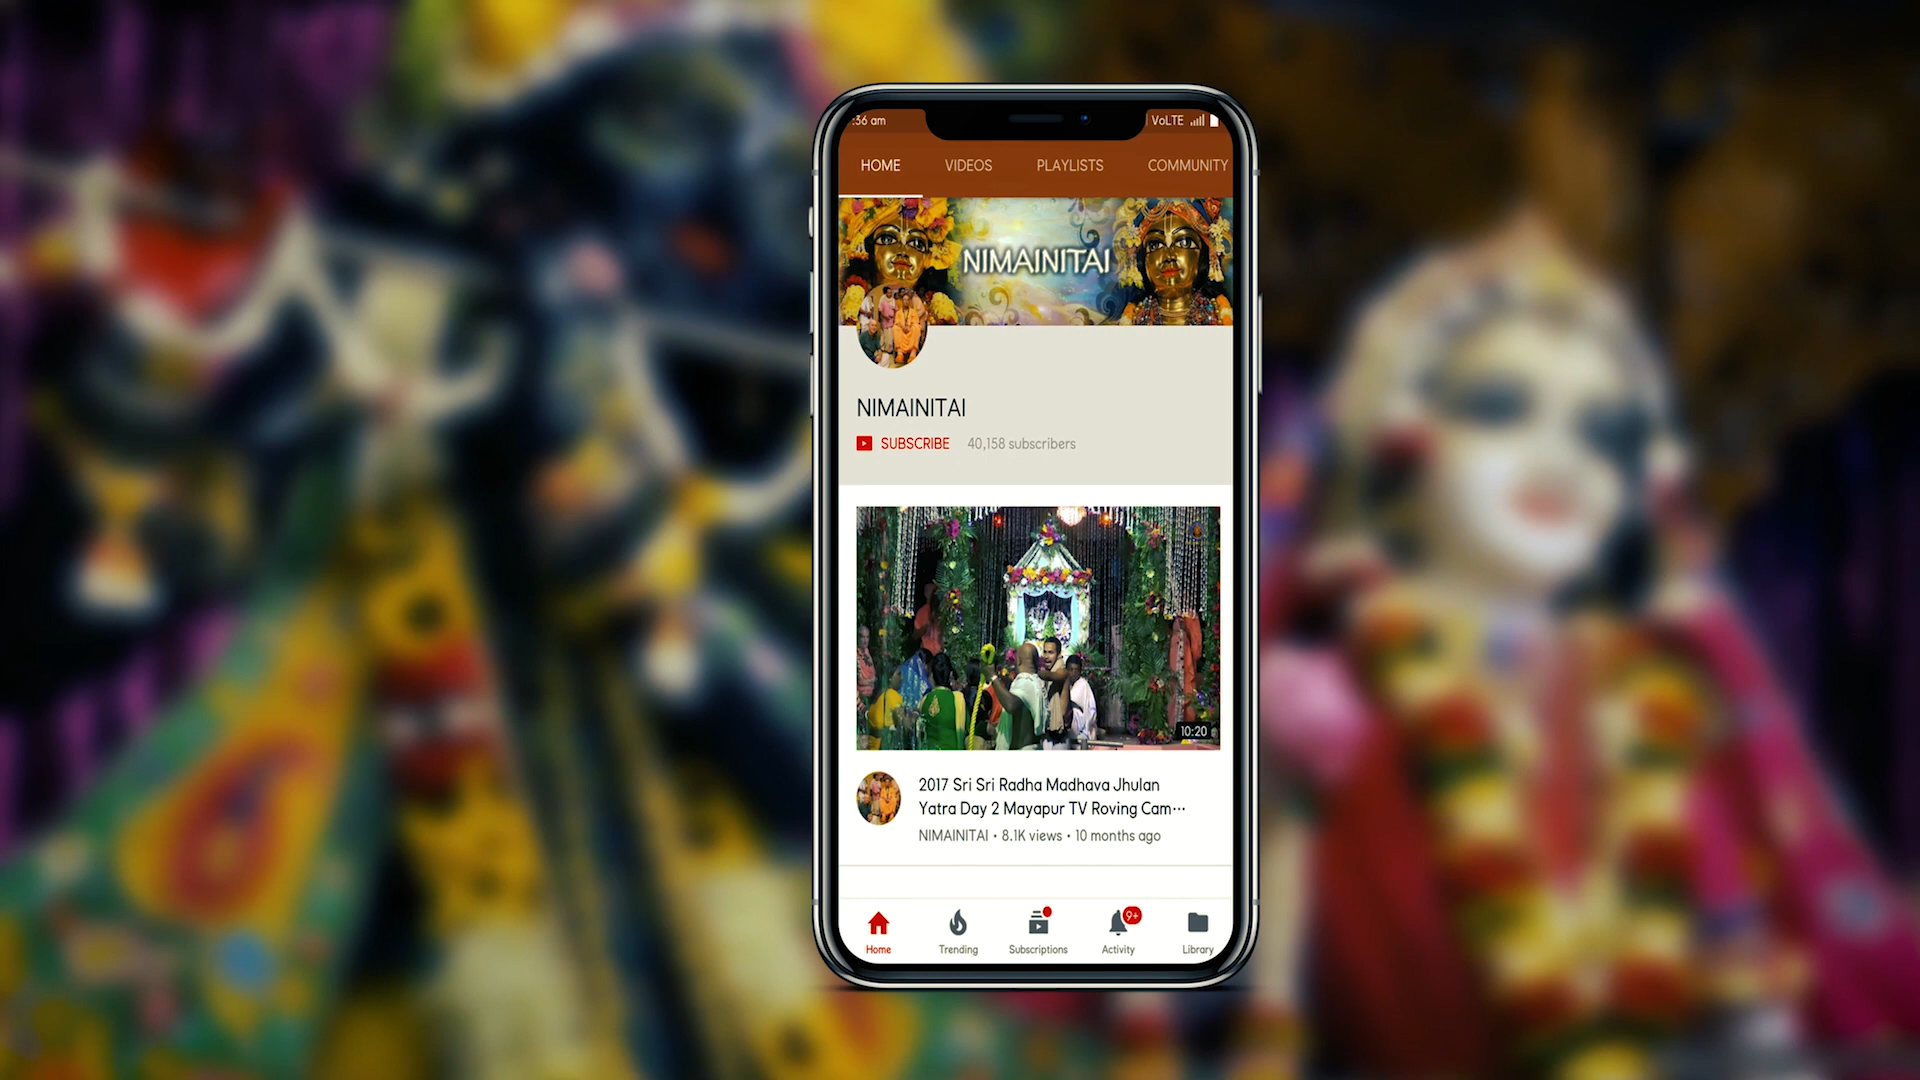 :36 am
VoLTE
HOME VIDEOS PLAYLISTS COMMUNITY
NIMAINITAI
NIMAINITAI
SUBSCRIBE 40,158 subscribers
10:20
2017 Sri Sri Radha Madhava Jhulan
Yatra Day 2 Mayapur TV Roving Cam...
NIMAINITAI • 8.1K views • 10 months ago
9+
Home Trending Subscriptions Activity Library